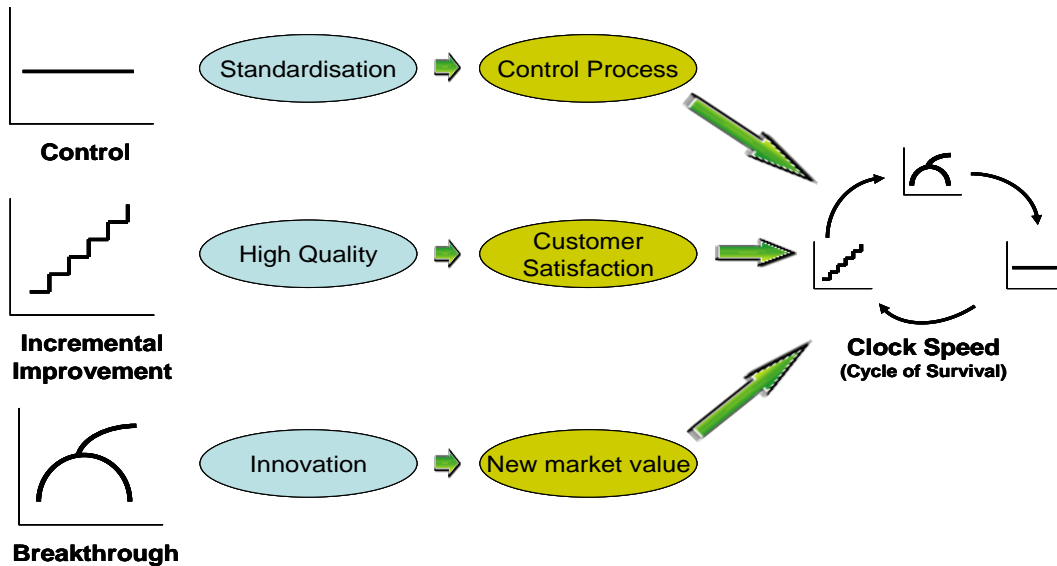 Standardisation
Control Process
Control
High Quality
Customer
Satisfaction
Incremental
Improvement
Clock Speed
(Cycle of Survival)
Innovation
New market value
Breakthrough